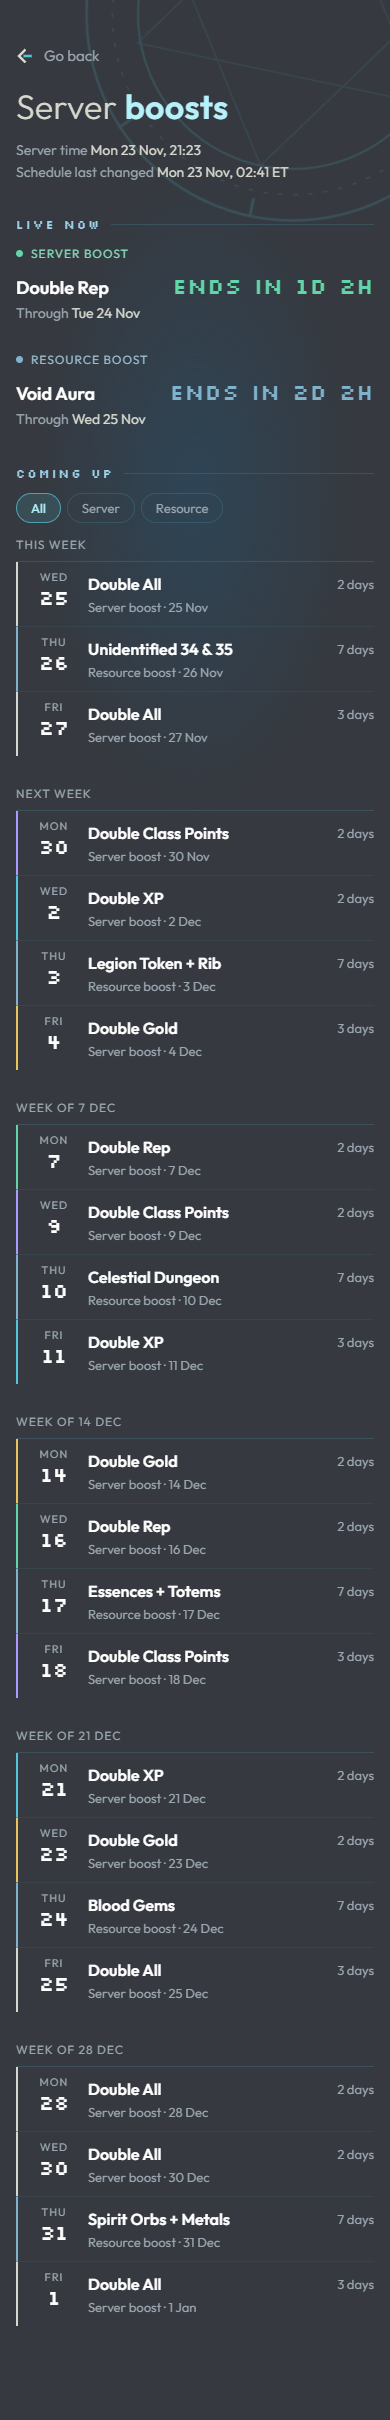 Go back
Server boosts
Server time Mon 23 Nov, 21:23
Schedule last changed Mon 23 Nov, 02:41 ET
LIVE NOW
SERVER BOOST
Double Rep ENDS IN 1D 2H
Through Tue 24 Nov
RESOURCE BOOST
Void Aura ENDS IN 2D 2H
Through Wed 25 Nov
COMING UP
All Server Resource
THIS WEEK
WED 25 Double All 2 days
Server boost · 25 Nov
THU 26 Unidentified 34 & 35 7 days
Resource boost · 26 Nov
FRI 27 Double All 3 days
Server boost · 27 Nov
NEXT WEEK
MON 30 Double Class Points 2 days
Server boost · 30 Nov
WED 2 Double XP 2 days
Server boost · 2 Dec
THU 3 Legion Token + Rib 7 days
Resource boost · 3 Dec
FRI 4 Double Gold 3 days
Server boost · 4 Dec
WEEK OF 7 DEC
MON 7 Double Rep 2 days
Server boost · 7 Dec
WED 9 Double Class Points 2 days
Server boost · 9 Dec
THU 10 Celestial Dungeon 7 days
Resource boost · 10 Dec
FRI 11 Double XP 3 days
Server boost · 11 Dec
WEEK OF 14 DEC
MON 14 Double Gold 2 days
Server boost · 14 Dec
WED 16 Double Rep 2 days
Server boost · 16 Dec
THU 17 Essences + Totems 7 days
Resource boost · 17 Dec
FRI 18 Double Class Points 3 days
Server boost · 18 Dec
WEEK OF 21 DEC
MON 21 Double XP 2 days
Server boost · 21 Dec
WED 23 Double Gold 2 days
Server boost · 23 Dec
THU 24 Blood Gems 7 days
Resource boost · 24 Dec
FRI 25 Double All 3 days
Server boost · 25 Dec
WEEK OF 28 DEC
MON 28 Double All 2 days
Server boost · 28 Dec
WED 30 Double All 2 days
Server boost · 30 Dec
THU 31 Spirit Orbs + Metals 7 days
Resource boost · 31 Dec
FRI 1 Double All 3 days
Server boost · 1 Jan